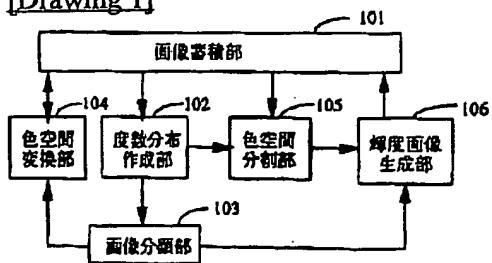 [Drawing 1]
101
画像蓄積部
104
102
105
106
色空間
変換部
度数分布
作成部
色空間
分割部
輝度画像
生成部
103
画像分類部